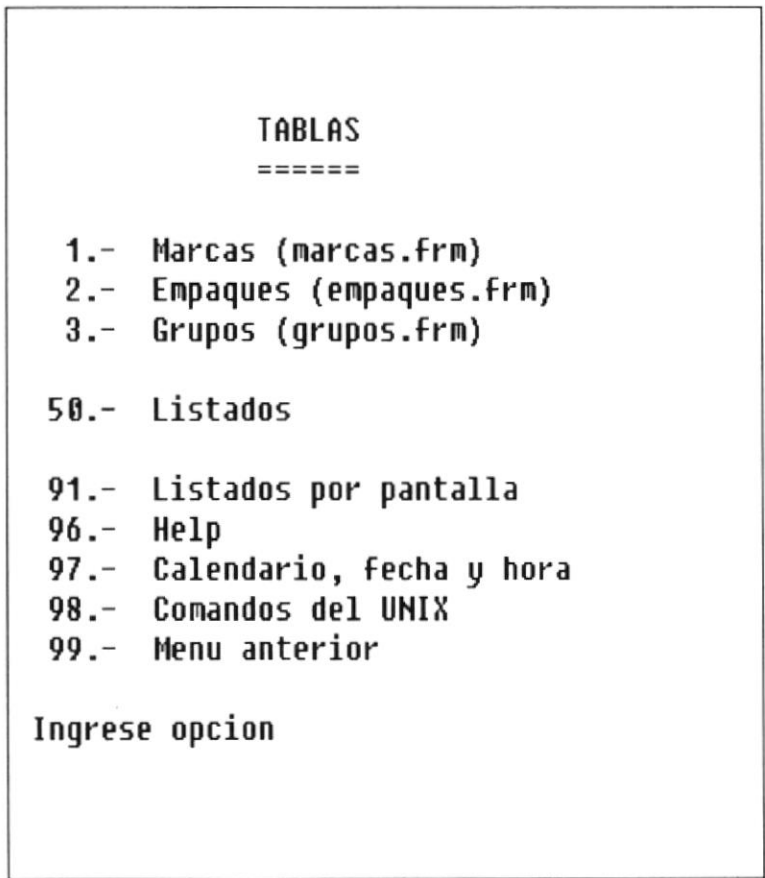 TABLAS
======
1.- Marcas (marcas.frm)
2.- Empaques (empaques.frm)
3.- Grupos (grupos.frm)
50.- Listados
91.- Listados por pantalla
96.- Help
97.- Calendario, fecha y hora
98.- Comandos del UNIX
99.- Menu anterior
Ingrese opcion